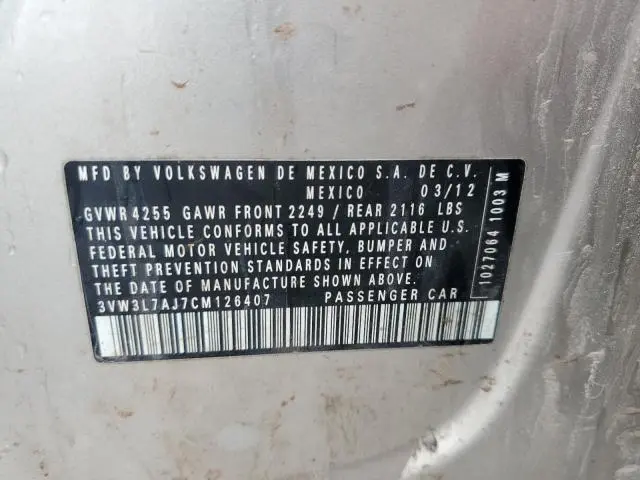 MFD BY VOLKSWAGEN DE MEXICO S.A. DE C.V.
MEXICO 03/12
GVWR 4255 GAWR FRONT 2249 / REAR 2116 LBS
THIS VEHICLE CONFORMS TO ALL APPLICABLE U.S.
FEDERAL MOTOR VEHICLE SAFETY, BUMPER AND
THEFT PREVENTION STANDARDS IN EFFECT ON
THE DATE OF MANUFACTURE SHOWN ABOVE.
3VW3L7AJ7CM126407 PASSENGER CAR
1027064 1003 M